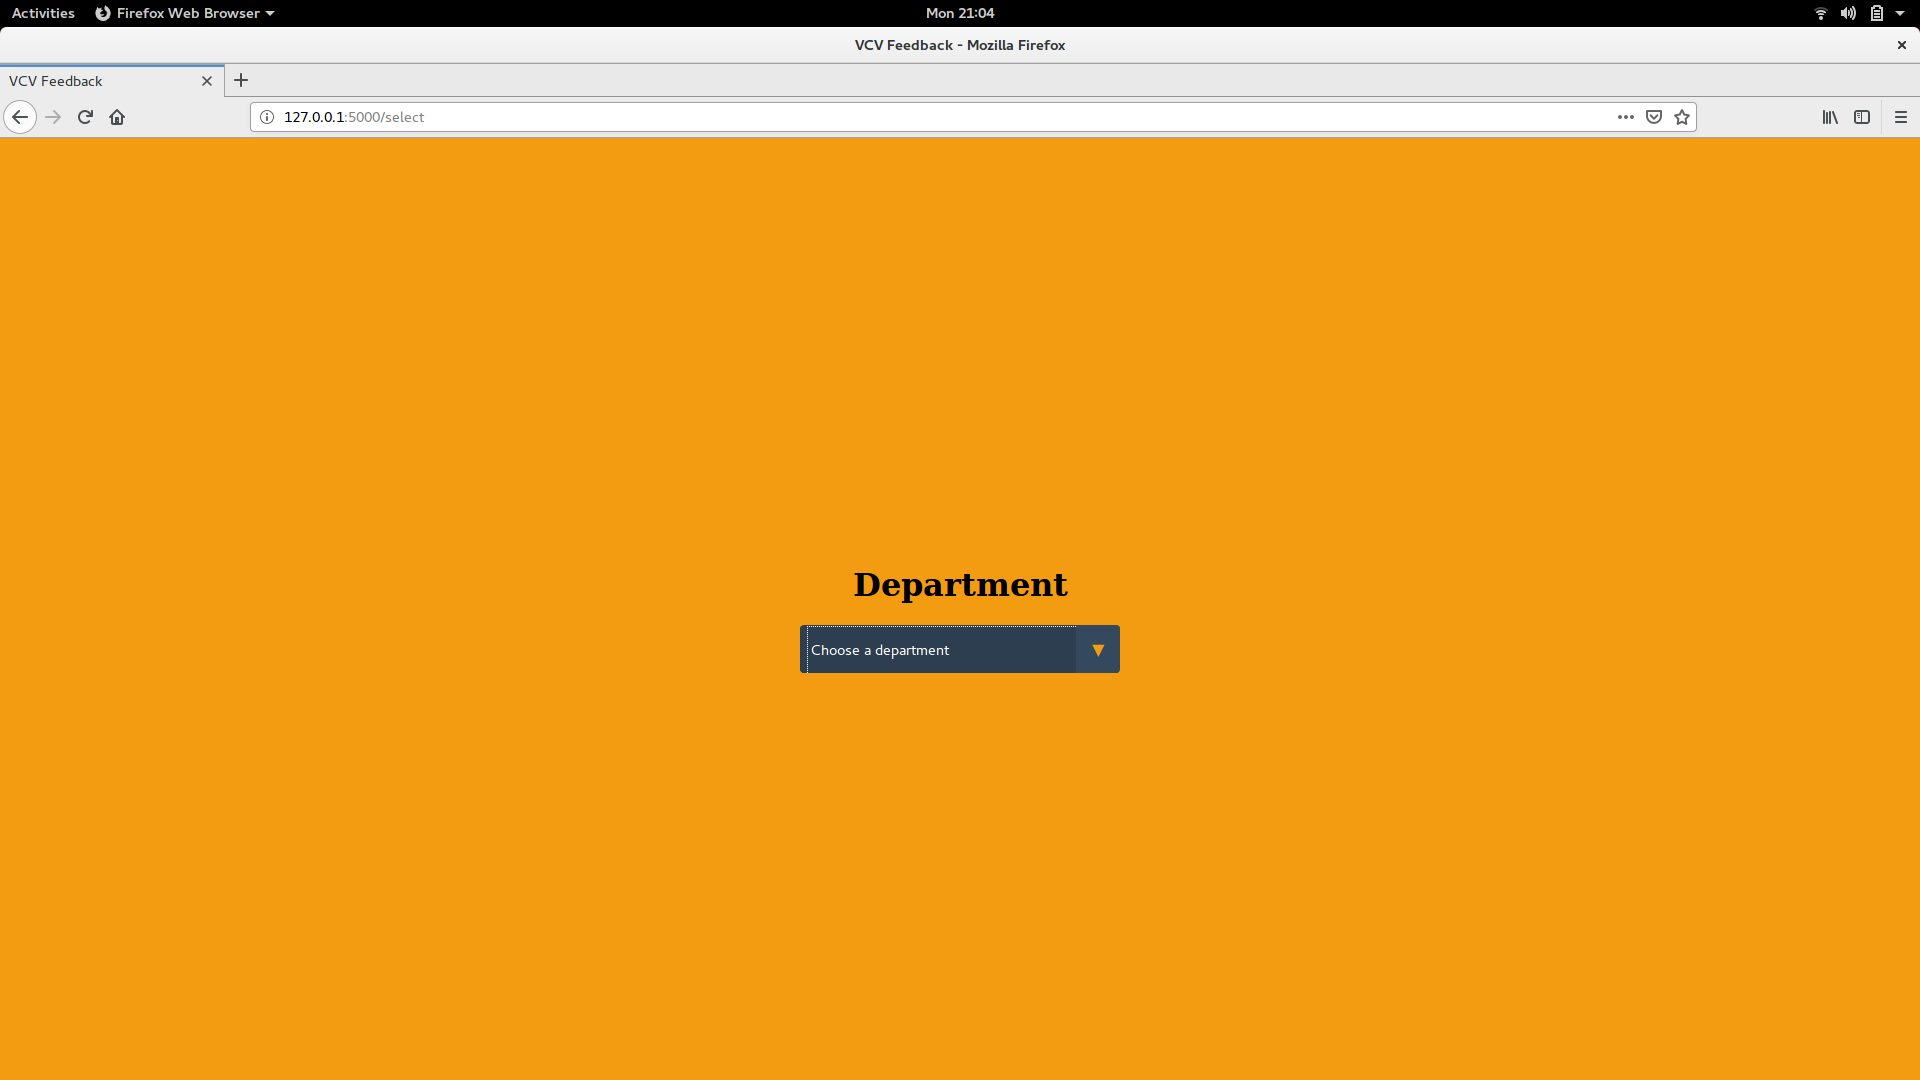 Activities Firefox Web Browser Mon 21:04
VCV Feedback - Mozilla Firefox
VCV Feedback
127.0.0.1:5000/select
Department
Choose a department